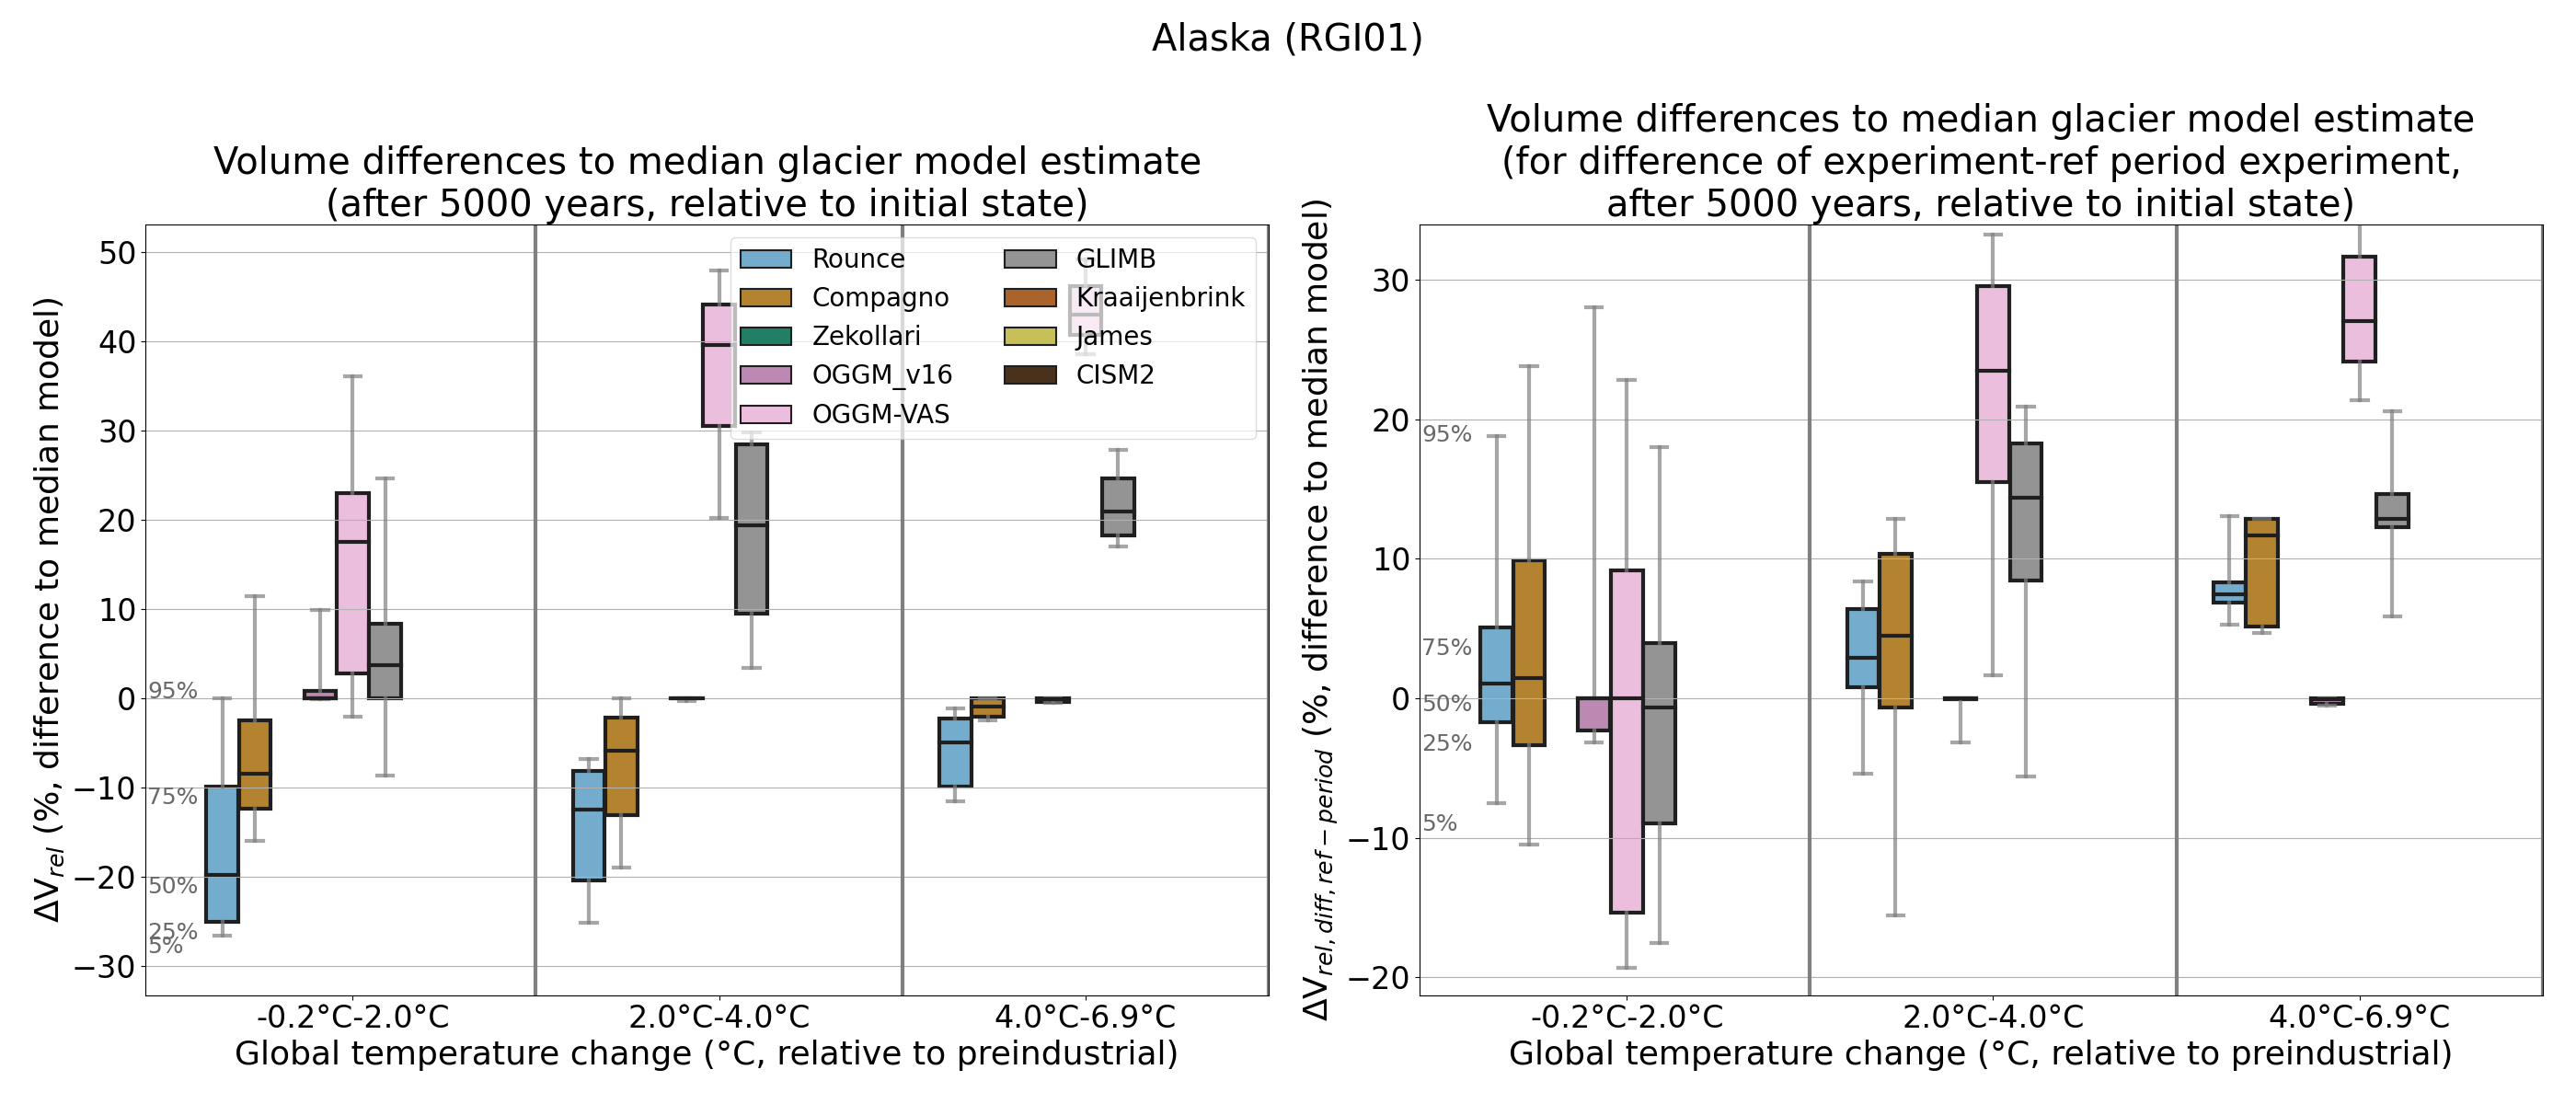 Alaska (RGI01)
Volume differences to median glacier model estimate
(after 5000 years, relative to initial state)
ΔV_rel (%, difference to median model)
50
40
30
20
10
0
−10
−20
−30
95%
75%
50%
25%
5%
Rounce
Compagno
Zekollari
OGGM_v16
OGGM-VAS
GLIMB
Kraaijenbrink
James
CISM2
-0.2°C-2.0°C
2.0°C-4.0°C
4.0°C-6.9°C
Global temperature change (°C, relative to preindustrial)
Volume differences to median glacier model estimate
(for difference of experiment-ref period experiment,
after 5000 years, relative to initial state)
ΔV_rel, diff, ref − period (%, difference to median model)
30
20
10
0
−10
−20
95%
75%
50%
25%
5%
-0.2°C-2.0°C
2.0°C-4.0°C
4.0°C-6.9°C
Global temperature change (°C, relative to preindustrial)